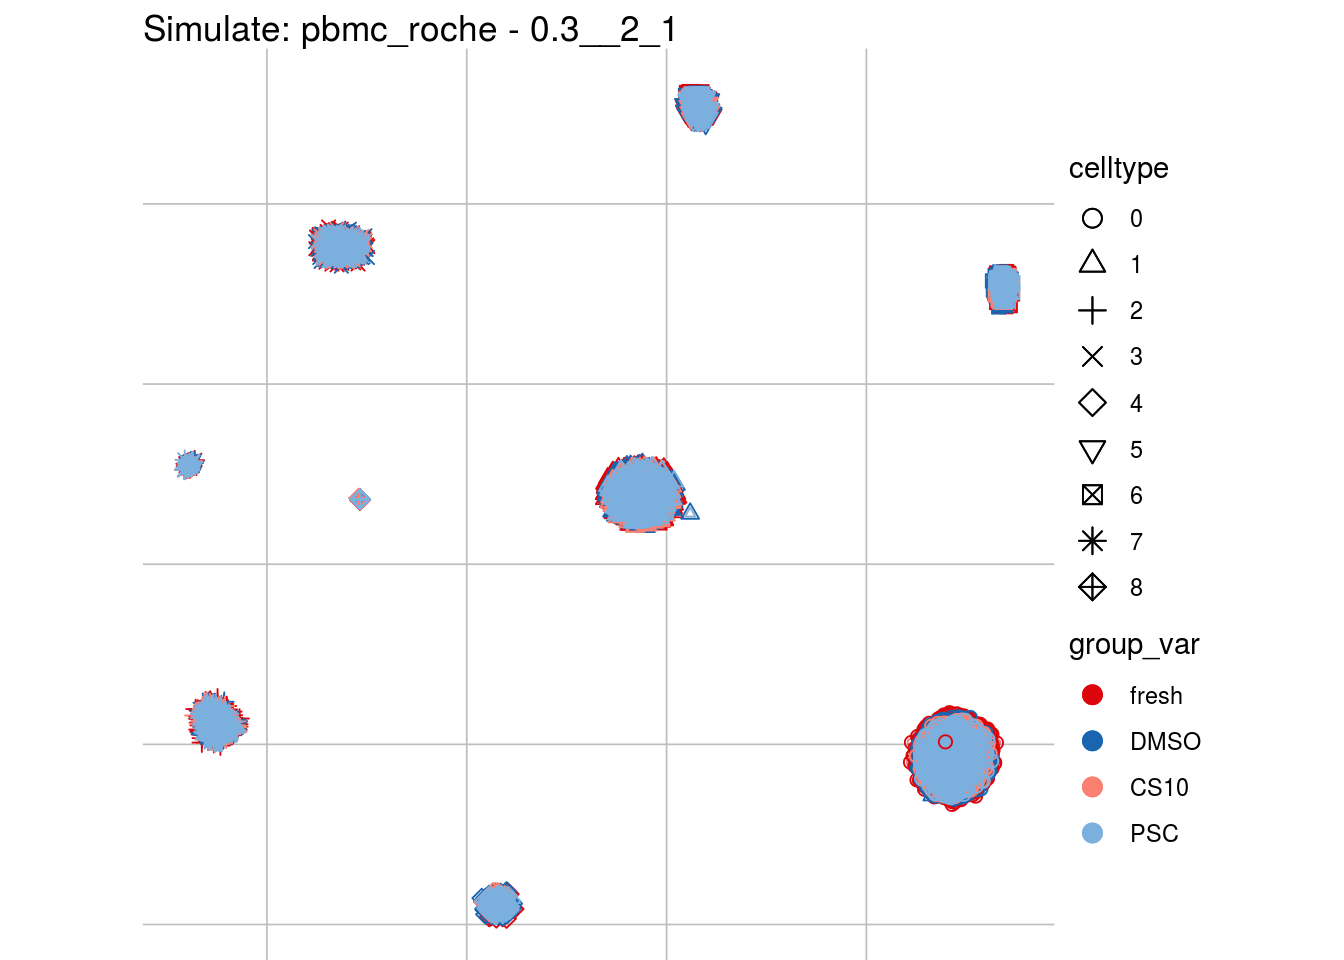 Simulate: pbmc_roche - 0.3__2_1
celltype
0
1
2
3
4
5
6
7
8
group_var
fresh
DMSO
CS10
PSC